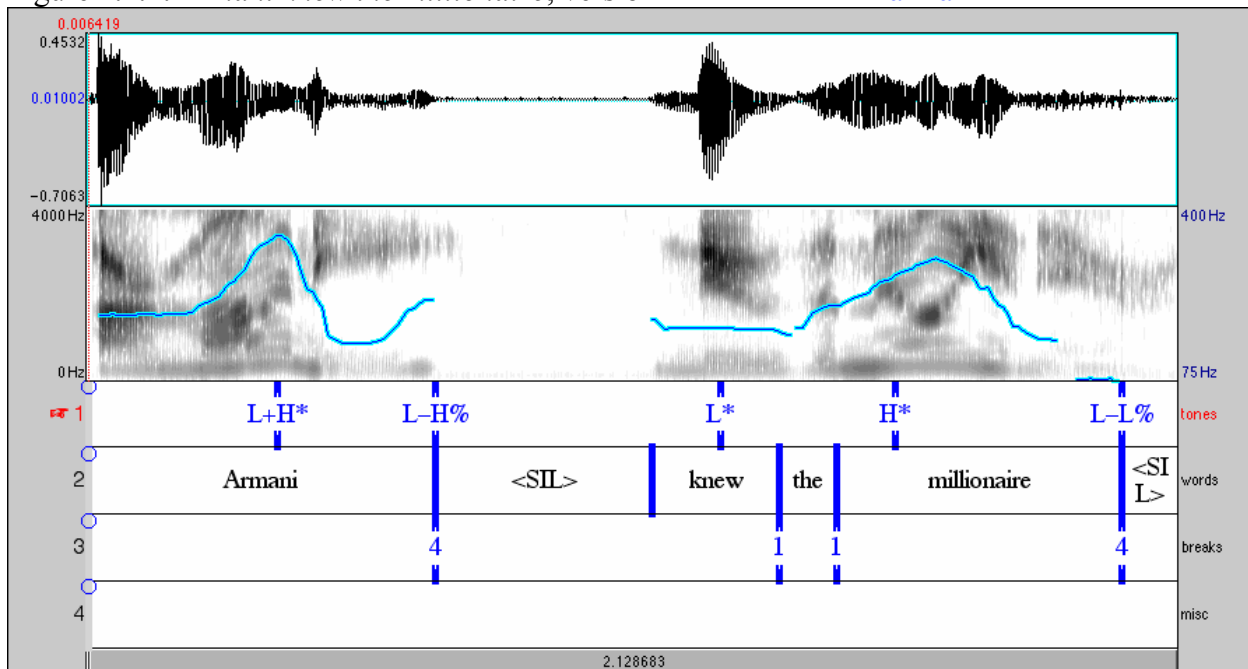 0.006419
0.4532
0.01002
−0.7063
4000 Hz 400 Hz
0 Hz 75 Hz
1 L+H* L−H% L* H* L−L% tones
2 Armani <SIL> knew the millionaire <SI L> words
3 4 1 1 4 breaks
4 misc
2.128683